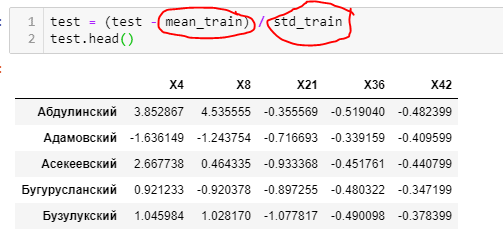 1 test = (test - mean_train) / std_train
2 test.head()
X4 X8 X21 X36 X42
Абдулинский 3.852867 4.535555 -0.355569 -0.519040 -0.482399
Адамовский -1.636149 -1.243754 -0.716693 -0.339159 -0.409599
Асекеевский 2.667738 0.464335 -0.933368 -0.451761 -0.440799
Бугурусланский 0.921233 -0.920378 -0.897255 -0.480322 -0.347199
Бузулукский 1.045984 1.028170 -1.077817 -0.490098 -0.378399